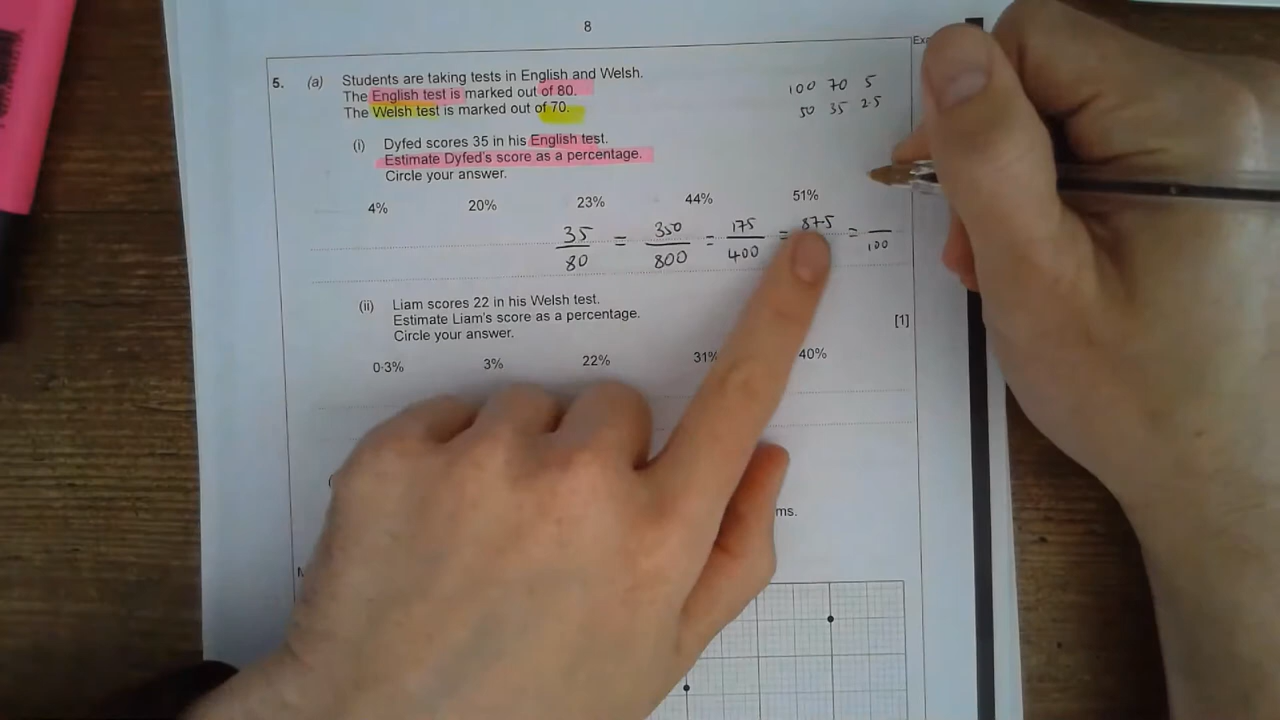 8
5. (a) Students are taking tests in English and Welsh.
The English test is marked out of 80.
The Welsh test is marked out of 70.
100 70 5
50 35 2.5
(i) Dyfed scores 35 in his English test.
Estimate Dyfed's score as a percentage.
Circle your answer.
4% 20% 23% 44% 51%
35/80 = 350/800 = 175/400 = 87.5 = /100
(ii) Liam scores 22 in his Welsh test.
Estimate Liam's score as a percentage.
Circle your answer.
[1]
0·3% 3% 22% 31% 40%
ms.